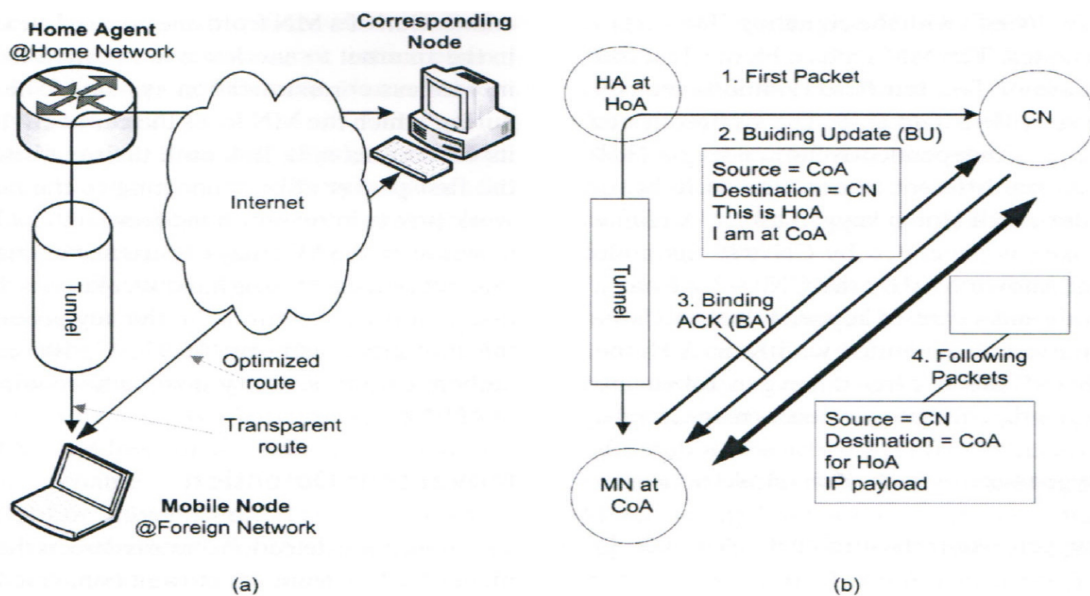 Home Agent
@Home Network
Corresponding
Node
Internet
Tunnel
Optimized
route
Transparent
route
Mobile Node
@Foreign Network
(a)
HA at
HoA
1. First Packet
CN
2. Buiding Update (BU)
Source = CoA
Destination = CN
This is HoA
I am at CoA
Tunnel
3. Binding
ACK (BA)
4. Following
Packets
Source = CN
Destination = CoA
for HoA
IP payload
MN at
CoA
(b)